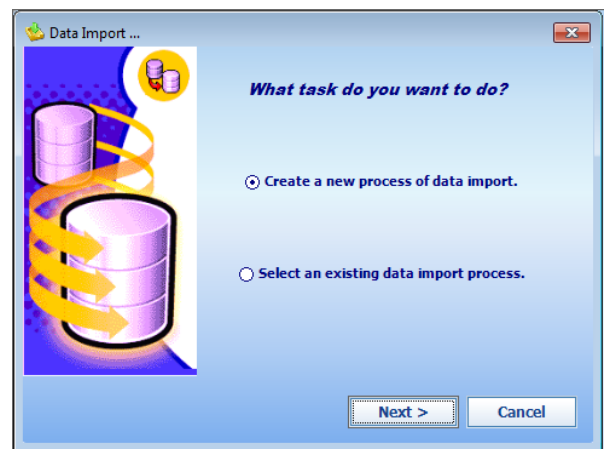 Data Import ...
What task do you want to do?
Create a new process of data import.
Select an existing data import process.
Next >
Cancel